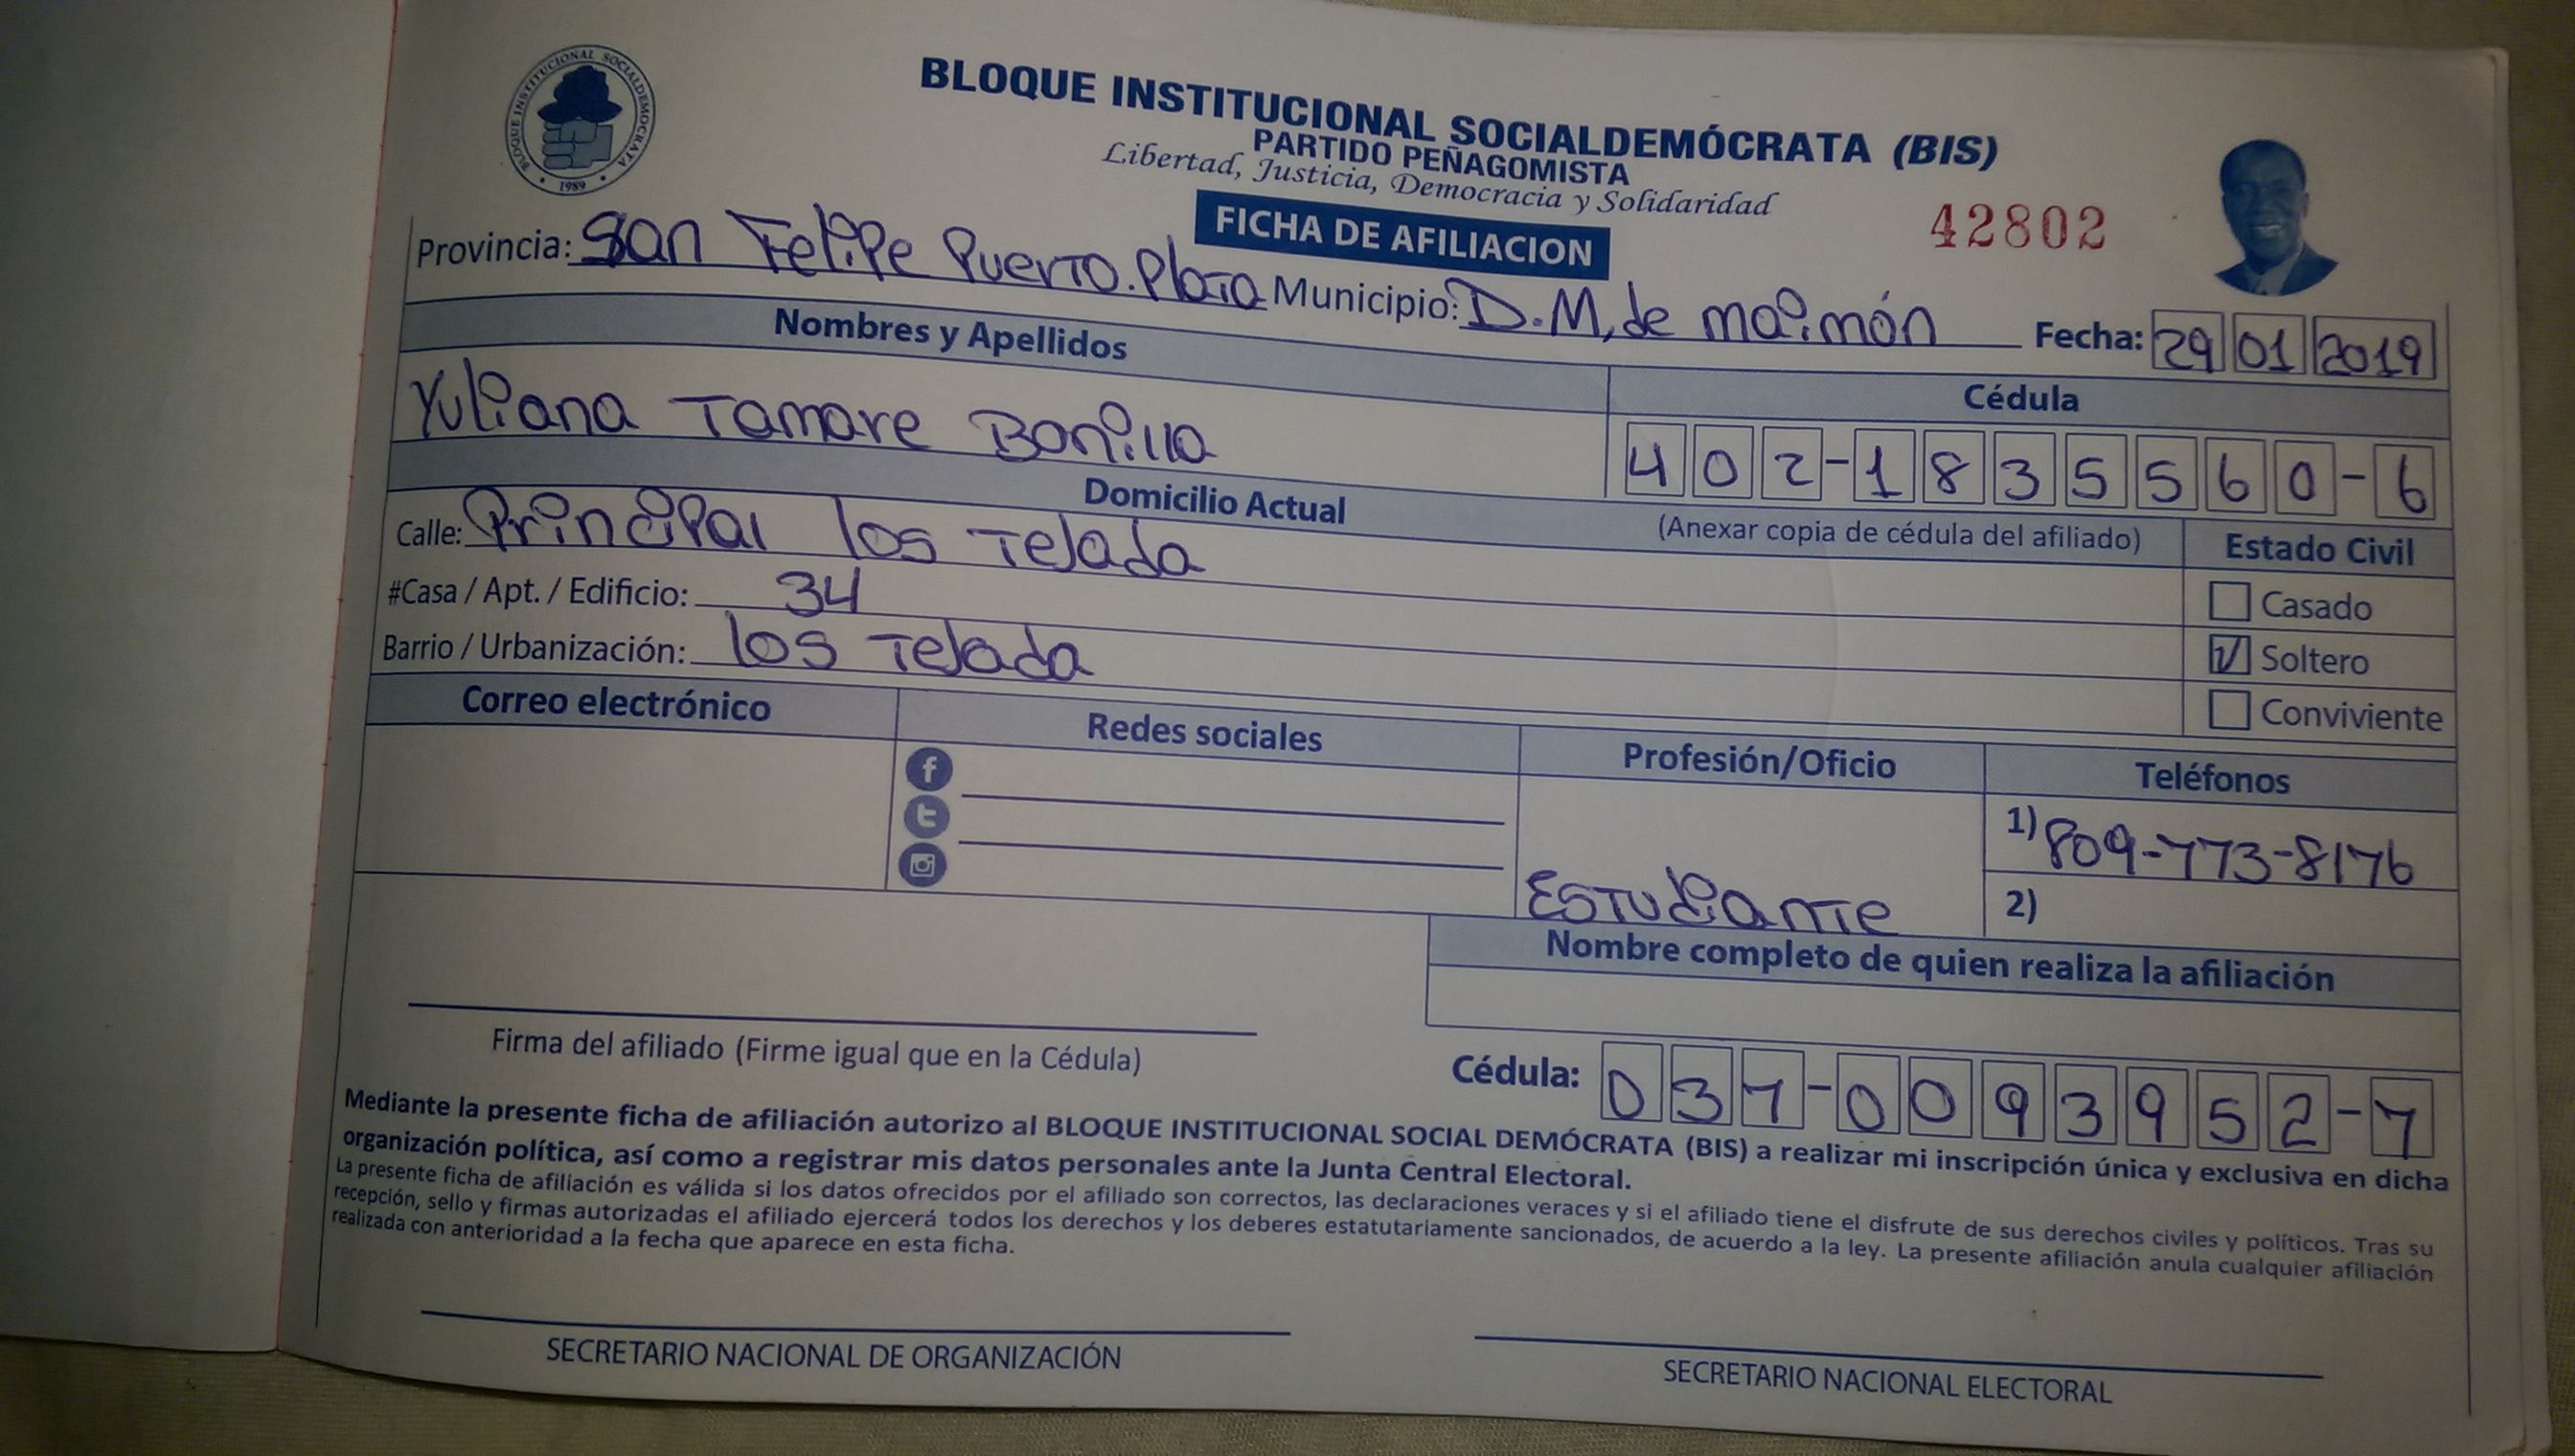 BLOQUE INSTITUCIONAL SOCIALDEMOCRATA
1989
BLOQUE INSTITUCIONAL SOCIALDEMÓCRATA (BIS)
PARTIDO PEÑAGOMISTA
Libertad, Justicia, Democracia y Solidaridad
FICHA DE AFILIACION
42802
Provincia: San Felipe Puerto.Plata Municipio: D.M, de maimón Fecha: 29 01 2019
Nombres y Apellidos
Cédula
Yuliana Tamare Bonilla
402-1835560-6
Domicilio Actual
(Anexar copia de cédula del afiliado)
Estado Civil
Calle: Principal los Tejada
#Casa / Apt. / Edificio: 34
Barrio / Urbanización: los Tejada
Casado
Soltero
Conviviente
Correo electrónico
Redes sociales
Profesión/Oficio
Teléfonos
Estudiante
1) 809-773-8176
2)
Nombre completo de quien realiza la afiliación
Firma del afiliado (Firme igual que en la Cédula)
Cédula: 037-0093952-7
Mediante la presente ficha de afiliación autorizo al BLOQUE INSTITUCIONAL SOCIAL DEMÓCRATA (BIS) a realizar mi inscripción única y exclusiva en dicha
organización política, así como a registrar mis datos personales ante la Junta Central Electoral.
La presente ficha de afiliación es válida si los datos ofrecidos por el afiliado son correctos, las declaraciones veraces y si el afiliado tiene el disfrute de sus derechos civiles y políticos. Tras su
recepción, sello y firmas autorizadas el afiliado ejercerá todos los derechos y los deberes estatutariamente sancionados, de acuerdo a la ley. La presente afiliación anula cualquier afiliación
realizada con anterioridad a la fecha que aparece en esta ficha.
SECRETARIO NACIONAL DE ORGANIZACIÓN
SECRETARIO NACIONAL ELECTORAL